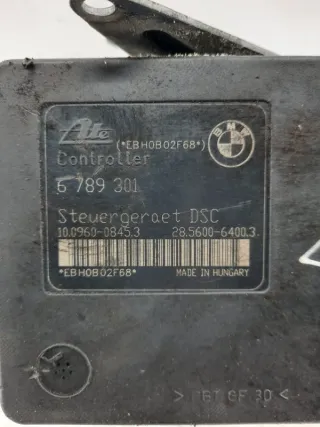 Ate (*EBH0B02F68*) BMW
Controller
6 789 301
Steuergeraet DSC
10.0960-0845.3 28.5600-6400.3
*EBH0B02F68* MADE IN HUNGARY
> PBT GF 30 <